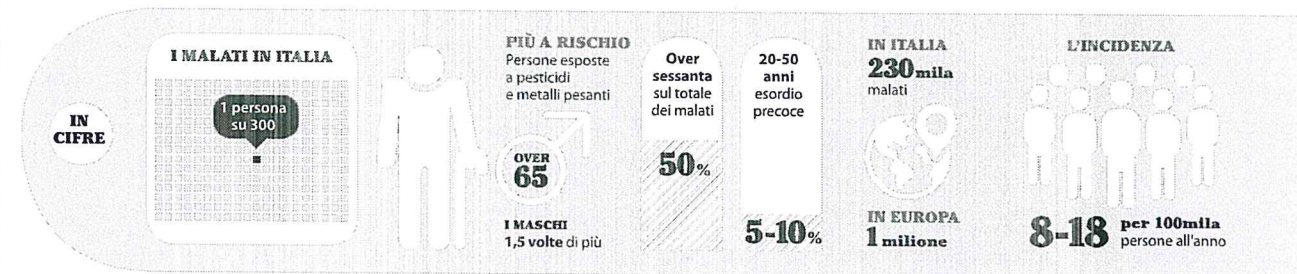 IN
CIFRE
I MALATI IN ITALIA
1 persona
su 300
PIÙ A RISCHIO
Persone esposte
a pesticidi
e metalli pesanti
OVER
65
I MASCHI
1,5 volte di più
Over
sessanta
sul totale
dei malati
50%
20-50
anni
esordio
precoce
5-10%
IN ITALIA
230mila
malati
IN EUROPA
1 milione
L'INCIDENZA
8-18 per 100mila
persone all'anno